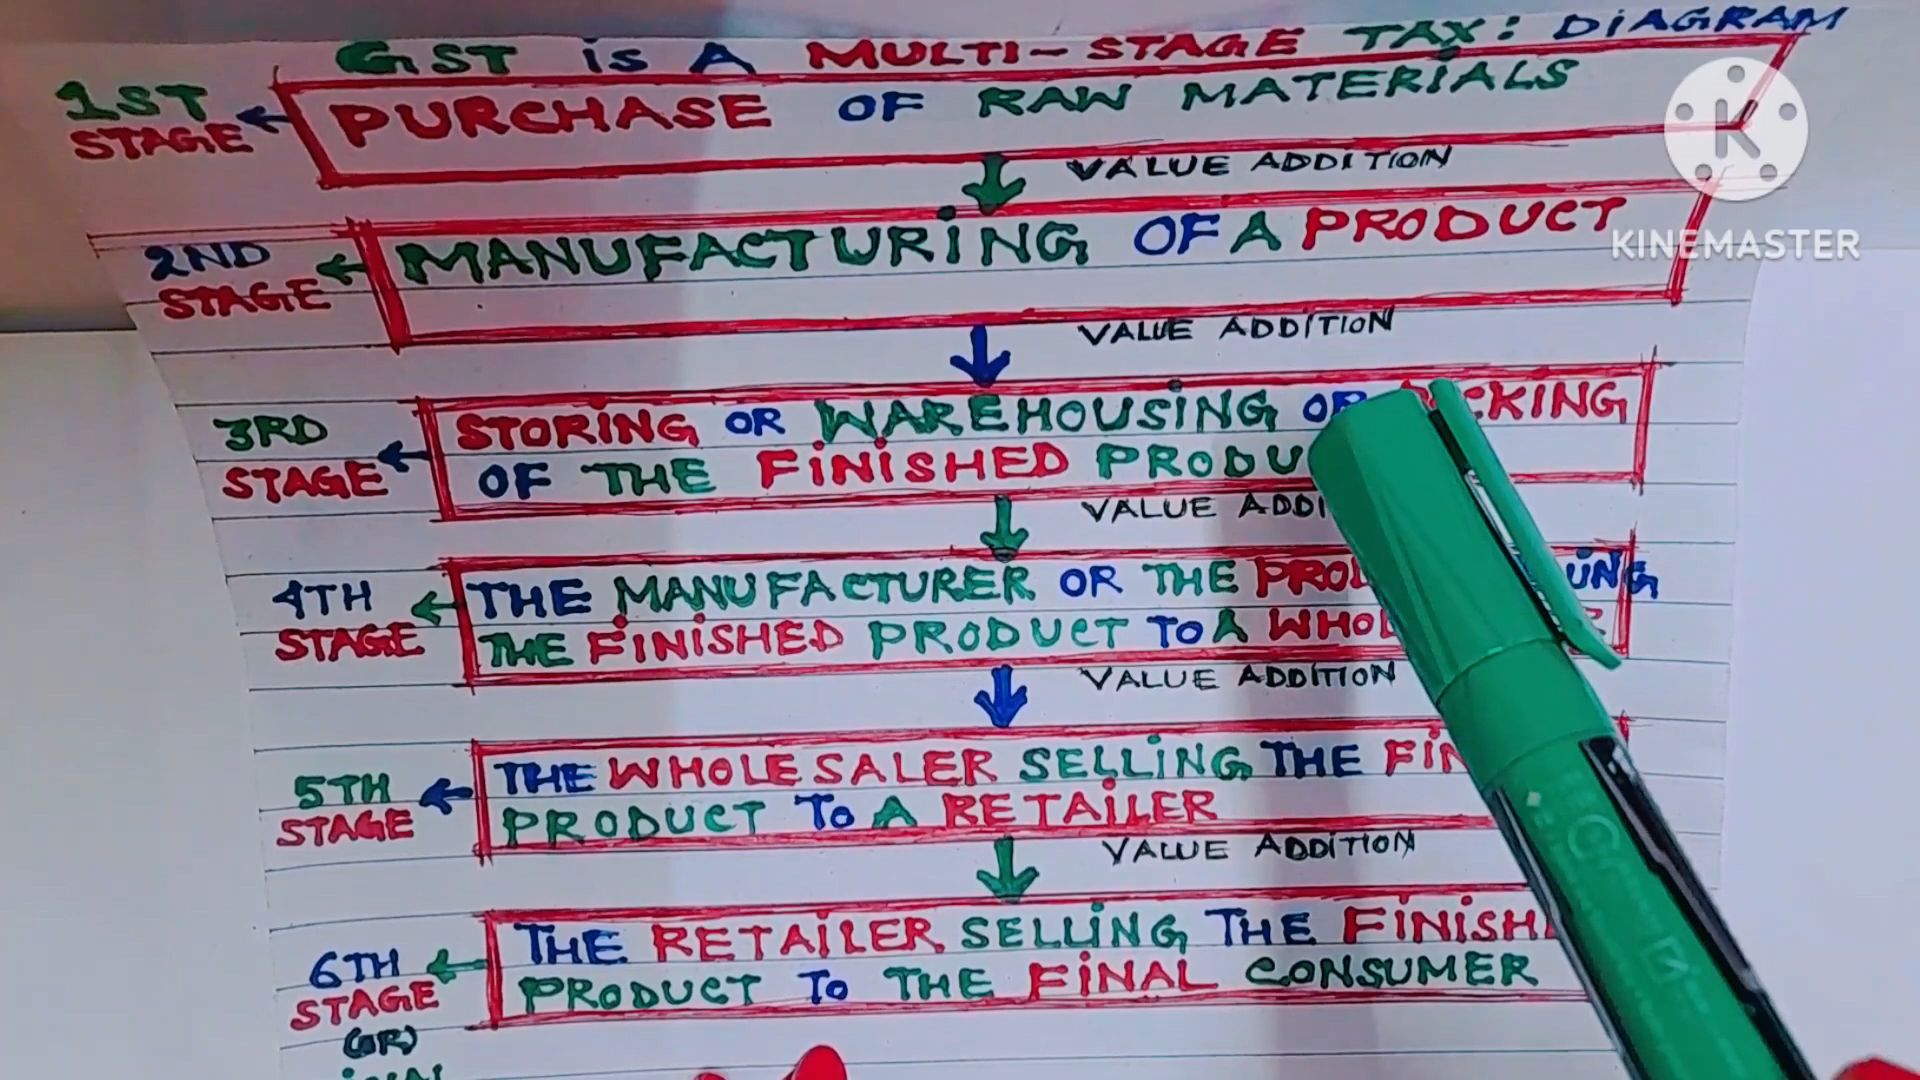 GST iS A MULTI-STAGE TAX: DiAGRAM
1ST STAGE
PURCHASE OF RAW MATERIALS
VALUE ADDITION
2ND STAGE
MANUFACTURING OF A PRODUCT
KINEMASTER
VALUE ADDITION
3RD STAGE
STORING OR WAREHOUSING OR
OF THE FINISHED
VALUE
4TH STAGE
THE MANUFACTURER OR THE
THE FINISHED PRODUCT TO A
VALUE ADDITION
5TH STAGE
THE WHOLESALER SELLING THE
PRODUCT TO A RETAILER
VALUE ADDITION
6TH STAGE
(OR)
THE RETAILER SELLING THE
PRODUCT TO THE FINAL CONSUMER